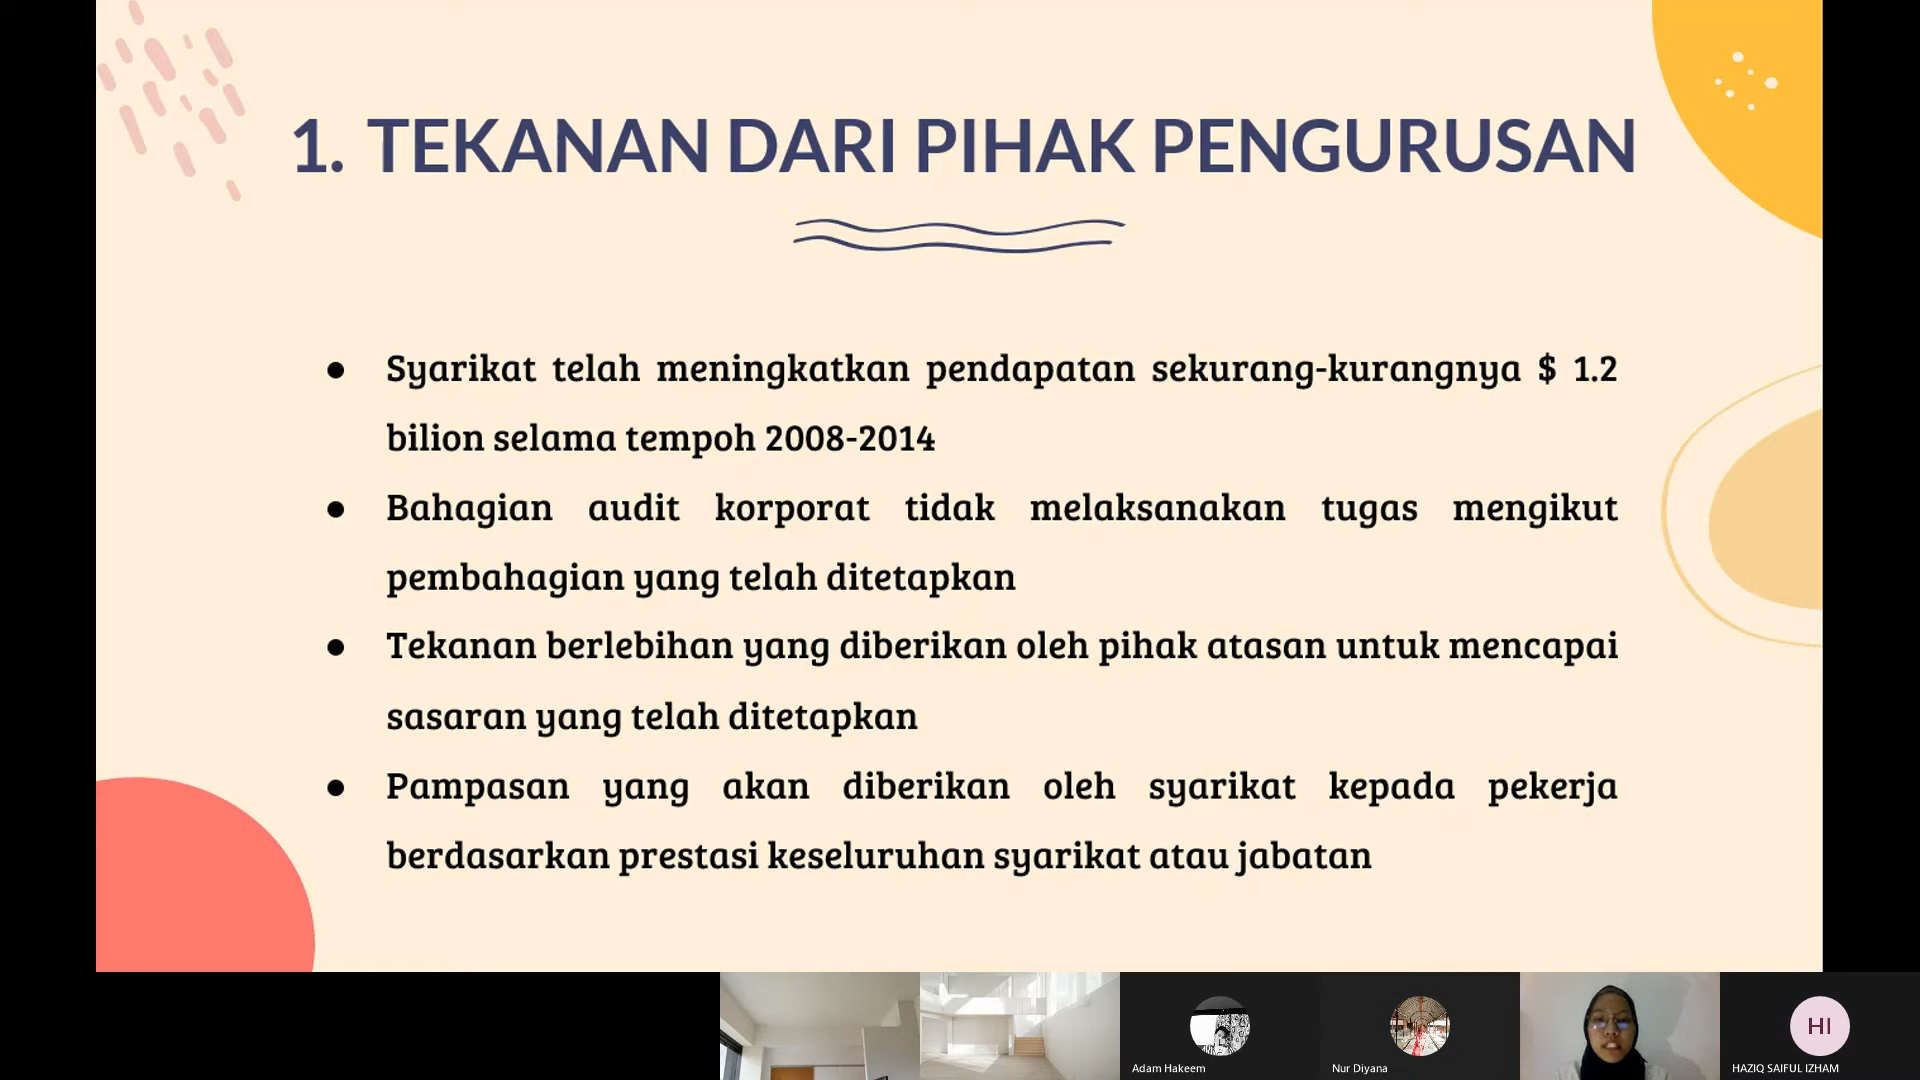 1. TEKANAN DARI PIHAK PENGURUSAN
● Syarikat telah meningkatkan pendapatan sekurang-kurangnya $ 1.2
bilion selama tempoh 2008-2014
● Bahagian audit korporat tidak melaksanakan tugas mengikut
pembahagian yang telah ditetapkan
● Tekanan berlebihan yang diberikan oleh pihak atasan untuk mencapai
sasaran yang telah ditetapkan
● Pampasan yang akan diberikan oleh syarikat kepada pekerja
berdasarkan prestasi keseluruhan syarikat atau jabatan
HI
Adam Hakeem
Nur Diyana
HAZIQ SAIFUL IZHAM